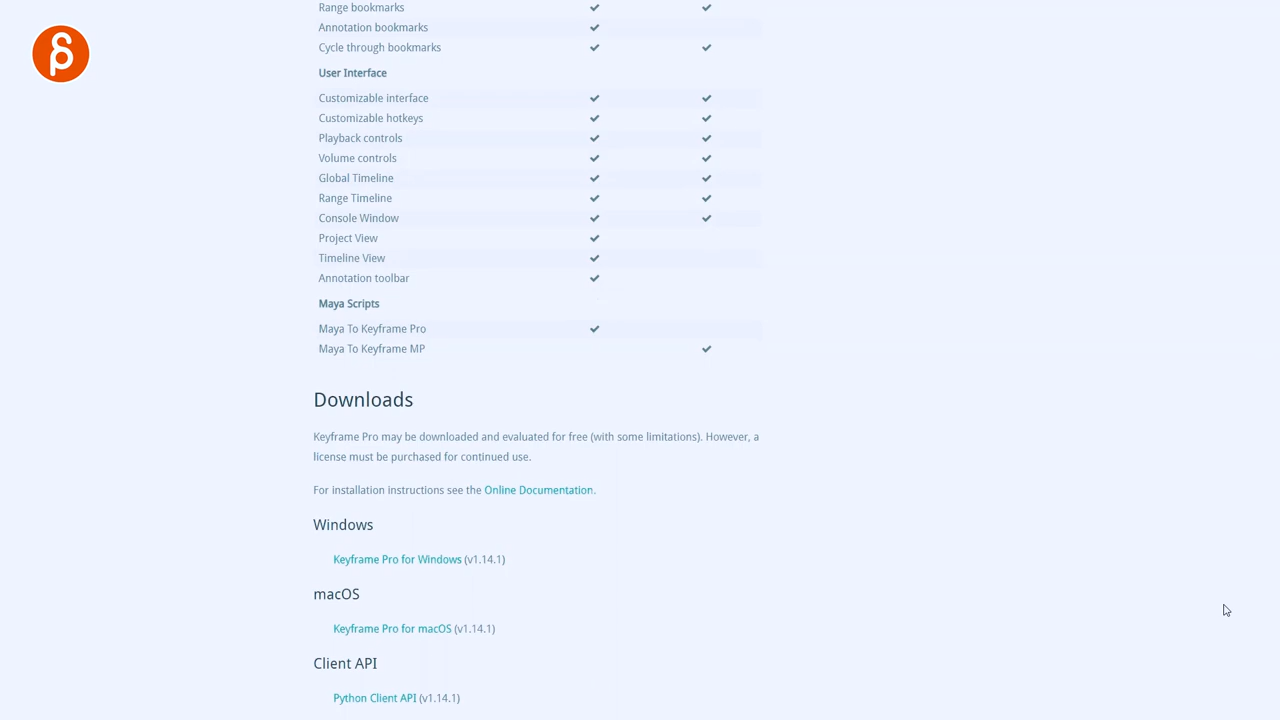 Range bookmarks ✔ ✔
Annotation bookmarks ✔
Cycle through bookmarks ✔ ✔
User Interface
Customizable interface ✔ ✔
Customizable hotkeys ✔ ✔
Playback controls ✔ ✔
Volume controls ✔ ✔
Global Timeline ✔ ✔
Range Timeline ✔ ✔
Console Window ✔ ✔
Project View ✔
Timeline View ✔
Annotation toolbar ✔
Maya Scripts
Maya To Keyframe Pro ✔
Maya To Keyframe MP ✔
Downloads
Keyframe Pro may be downloaded and evaluated for free (with some limitations). However, a
license must be purchased for continued use.
For installation instructions see the Online Documentation.
Windows
Keyframe Pro for Windows (v1.14.1)
macOS
Keyframe Pro for macOS (v1.14.1)
Client API
Python Client API (v1.14.1)